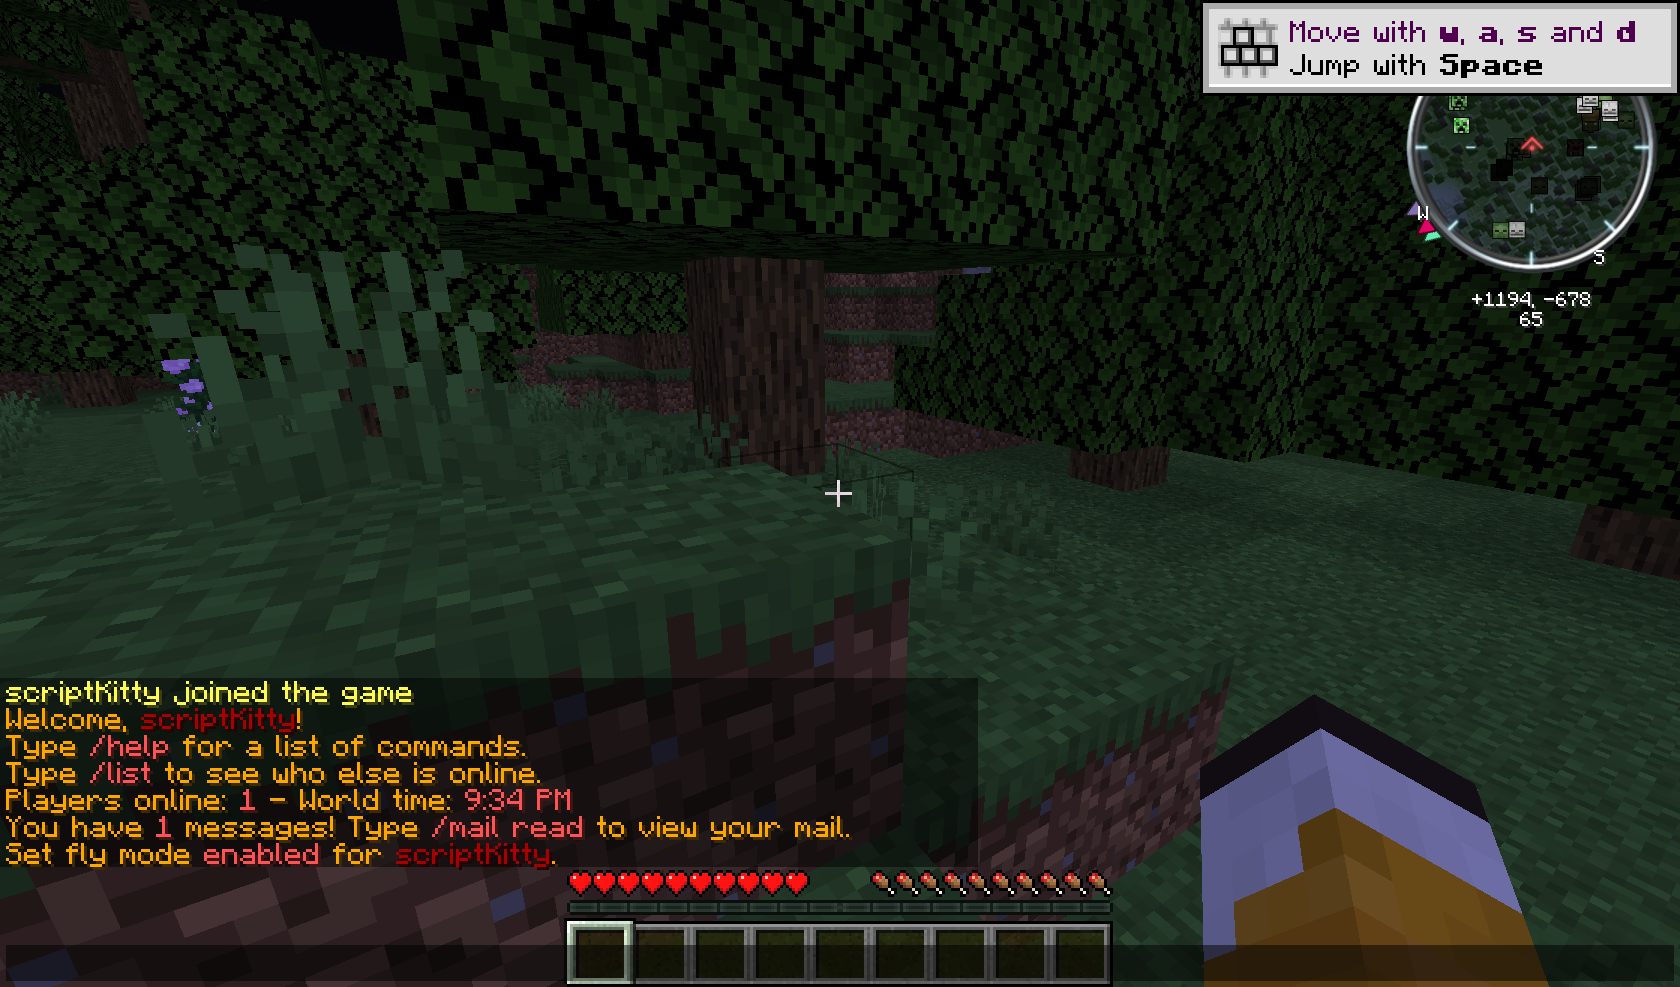 Move with w, a, s and d
Jump with Space
W
S
+1194, -678
65
scriptKitty joined the game
Welcome, scriptKitty!
Type /help for a list of commands.
Type /list to see who else is online.
Players online: 1 - World time: 9:34 PM
You have 1 messages! Type /mail read to view your mail.
Set fly mode enabled for scriptKitty.